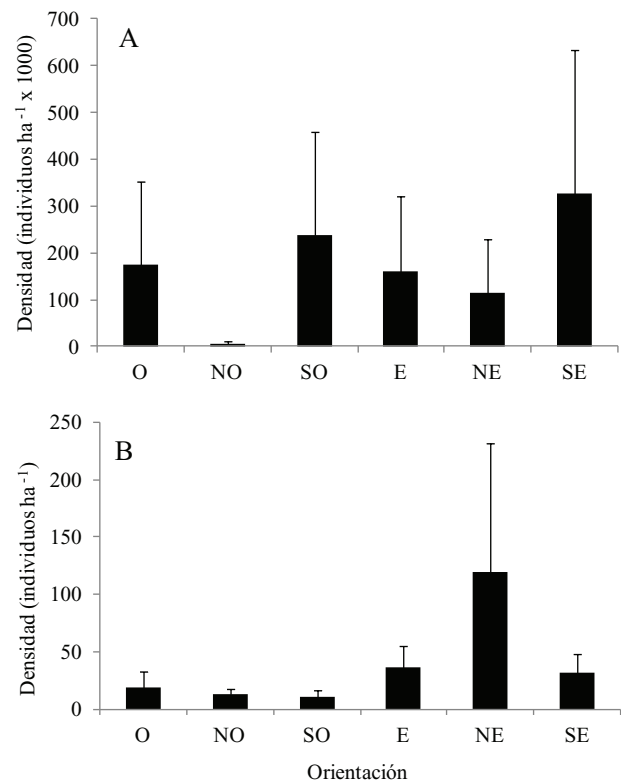 A
Densidad (individuos ha⁻¹ x 1000)
700
600
500
400
300
200
100
0
O NO SO E NE SE
B
Densidad (individuos ha⁻¹)
250
200
150
100
50
0
O NO SO E NE SE
Orientación